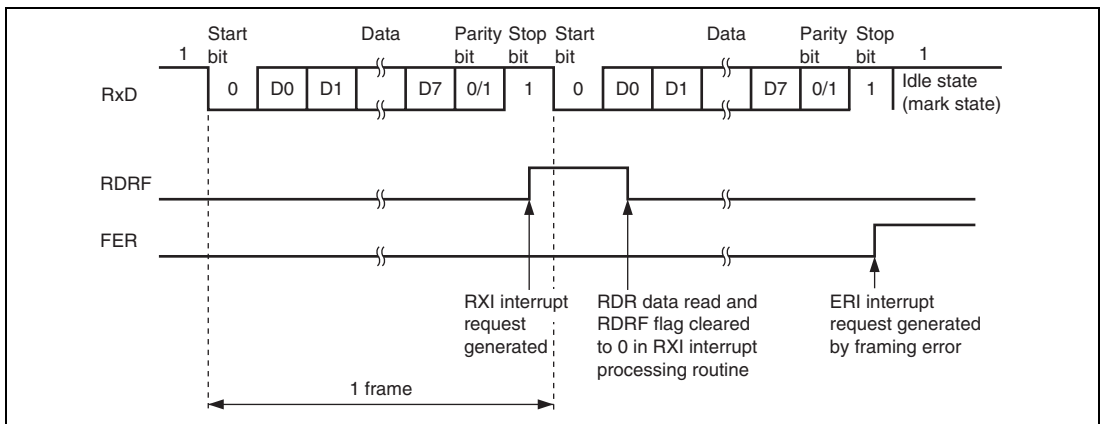 Start Data Parity Stop Start Data Parity Stop
1 bit bit bit bit bit bit 1
RxD 0 D0 D1 D7 0/1 1 0 D0 D1 D7 0/1 1 Idle state
(mark state)
RDRF
FER
RXI interrupt
request
generated
RDR data read and
RDRF flag cleared
to 0 in RXI interrupt
processing routine
ERI interrupt
request generated
by framing error
1 frame